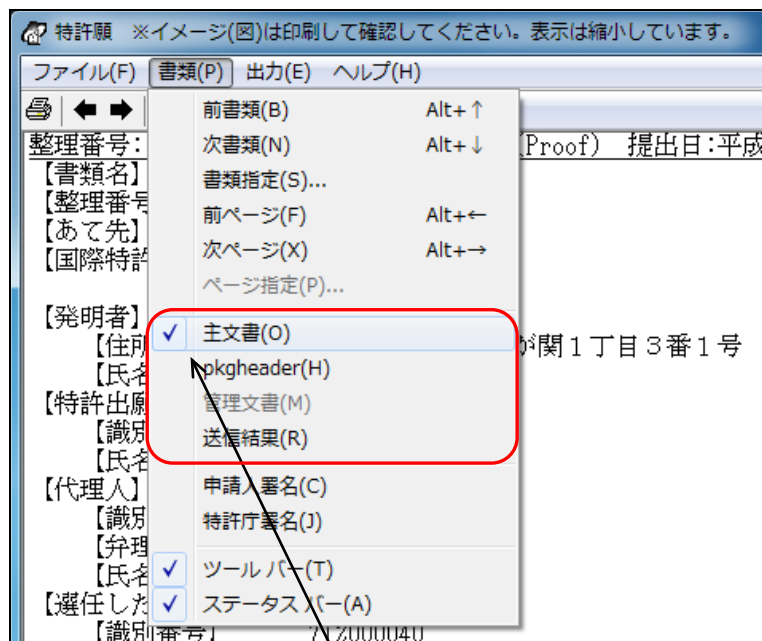 特許願 ※イメージ(図)は印刷して確認してください。表示は縮小しています。
ファイル(F) 書類(P) 出力(E) ヘルプ(H)
前書類(B) Alt+↑
次書類(N) Alt+↓
書類指定(S)...
前ページ(F) Alt+←
次ページ(X) Alt+→
ページ指定(P)...
主文書(O)
pkgheader(H)
管理文書(M)
送信結果(R)
申請人署名(C)
特許庁署名(J)
ツール バー(T)
ステータス バー(A)
整理番号: (Proof) 提出日:平成
【書類名】
【整理番号
【あて先】
【国際特許
【発明者】
【住所 が関1丁目3番1号
【氏名
【特許出願
【識別
【氏名
【代理人】
【識別
【弁理
【氏名
【選任した
【識別番号】 712000040